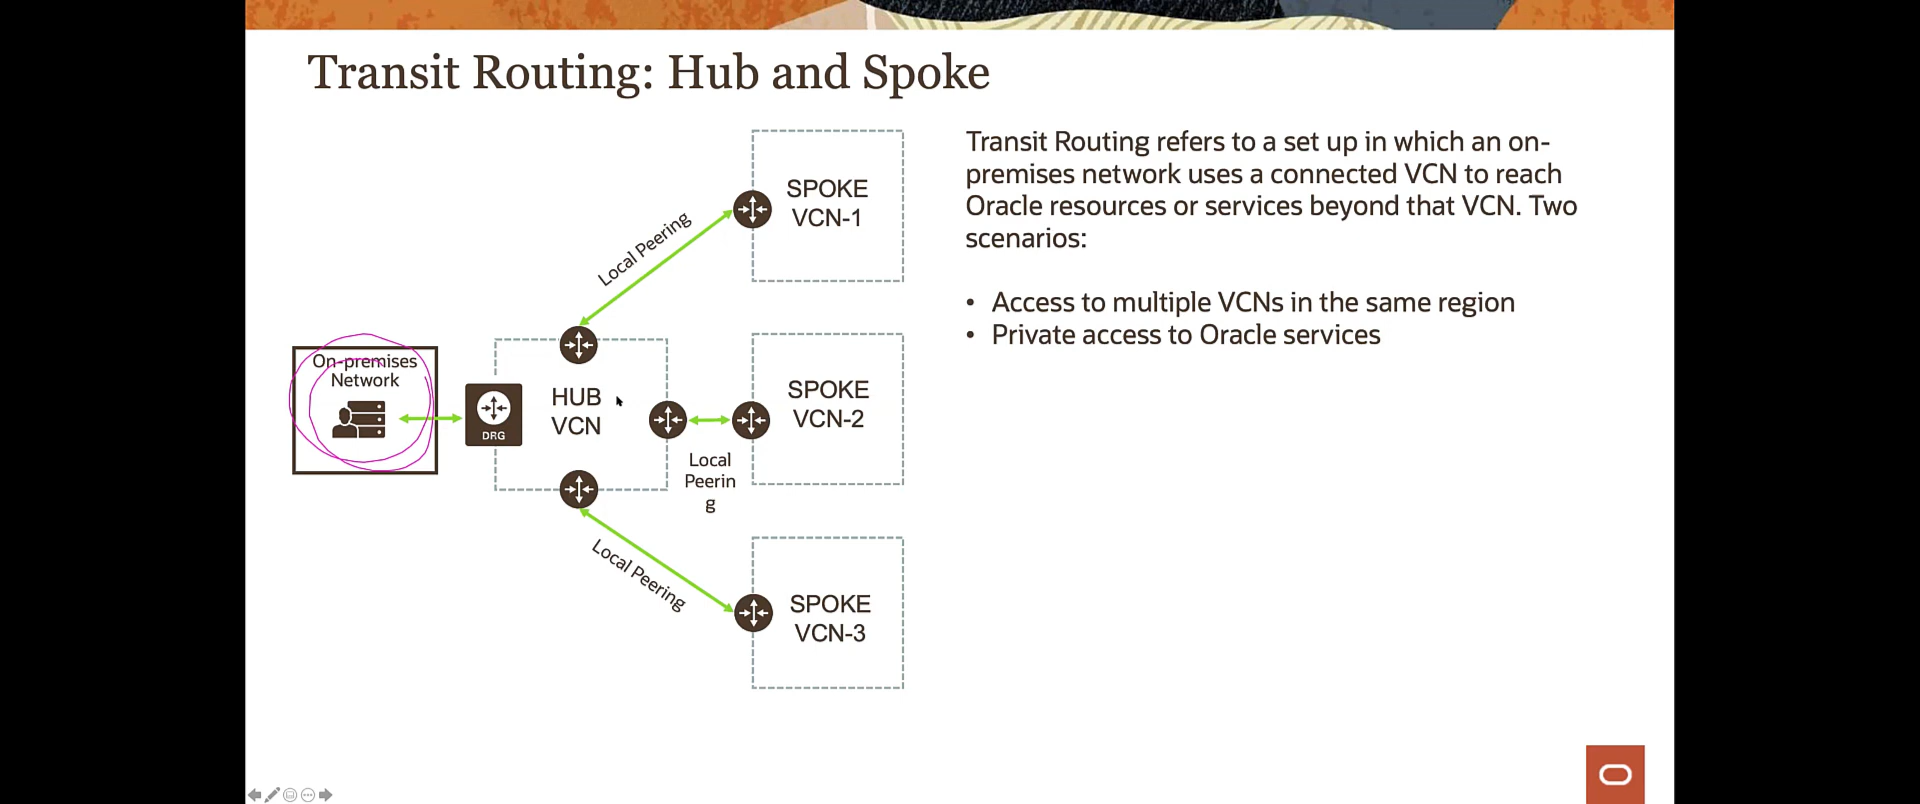 Transit Routing: Hub and Spoke
Transit Routing refers to a set up in which an on-
premises network uses a connected VCN to reach
Oracle resources or services beyond that VCN. Two
scenarios:
• Access to multiple VCNs in the same region
• Private access to Oracle services
SPOKE
VCN-1
Local Peering
On-premises
Network
DRG
HUB
VCN
SPOKE
VCN-2
Local
Peerin
g
Local Peering
SPOKE
VCN-3